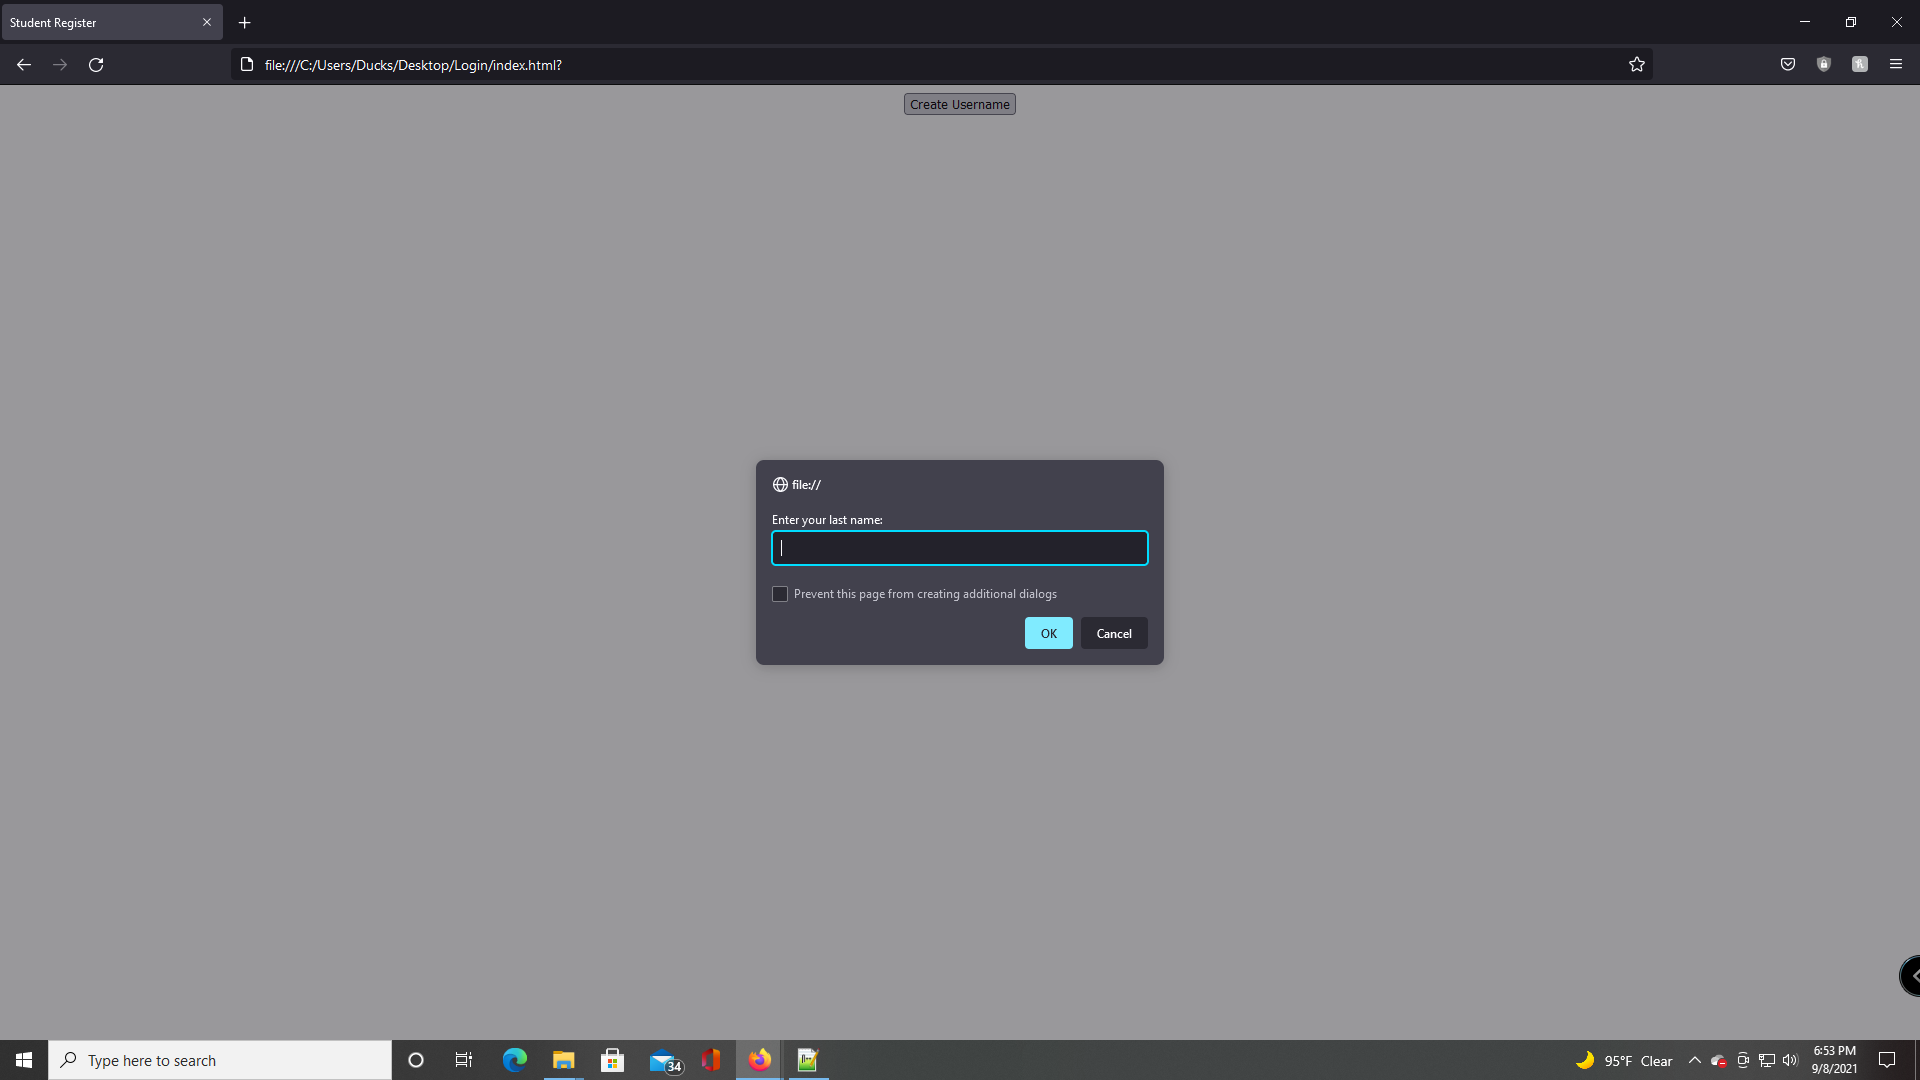 Student Register
file:///C:/Users/Ducks/Desktop/Login/index.html?
Create Username
file://
Enter your last name:
Prevent this page from creating additional dialogs
OK
Cancel
Type here to search
34
95°F Clear
6:53 PM
9/8/2021